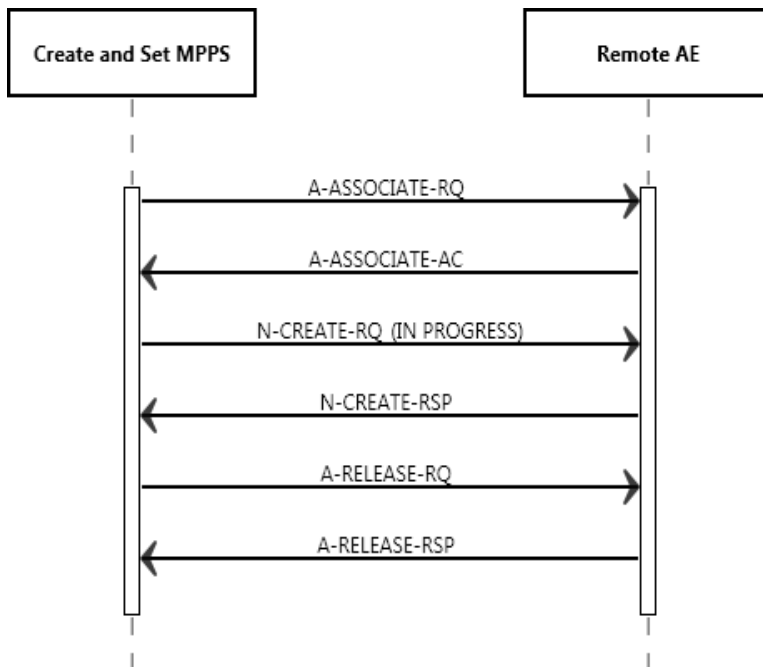 Create and Set MPPS
Remote AE
A-ASSOCIATE-RQ
A-ASSOCIATE-AC
N-CREATE-RQ (IN PROGRESS)
N-CREATE-RSP
A-RELEASE-RQ
A-RELEASE-RSP